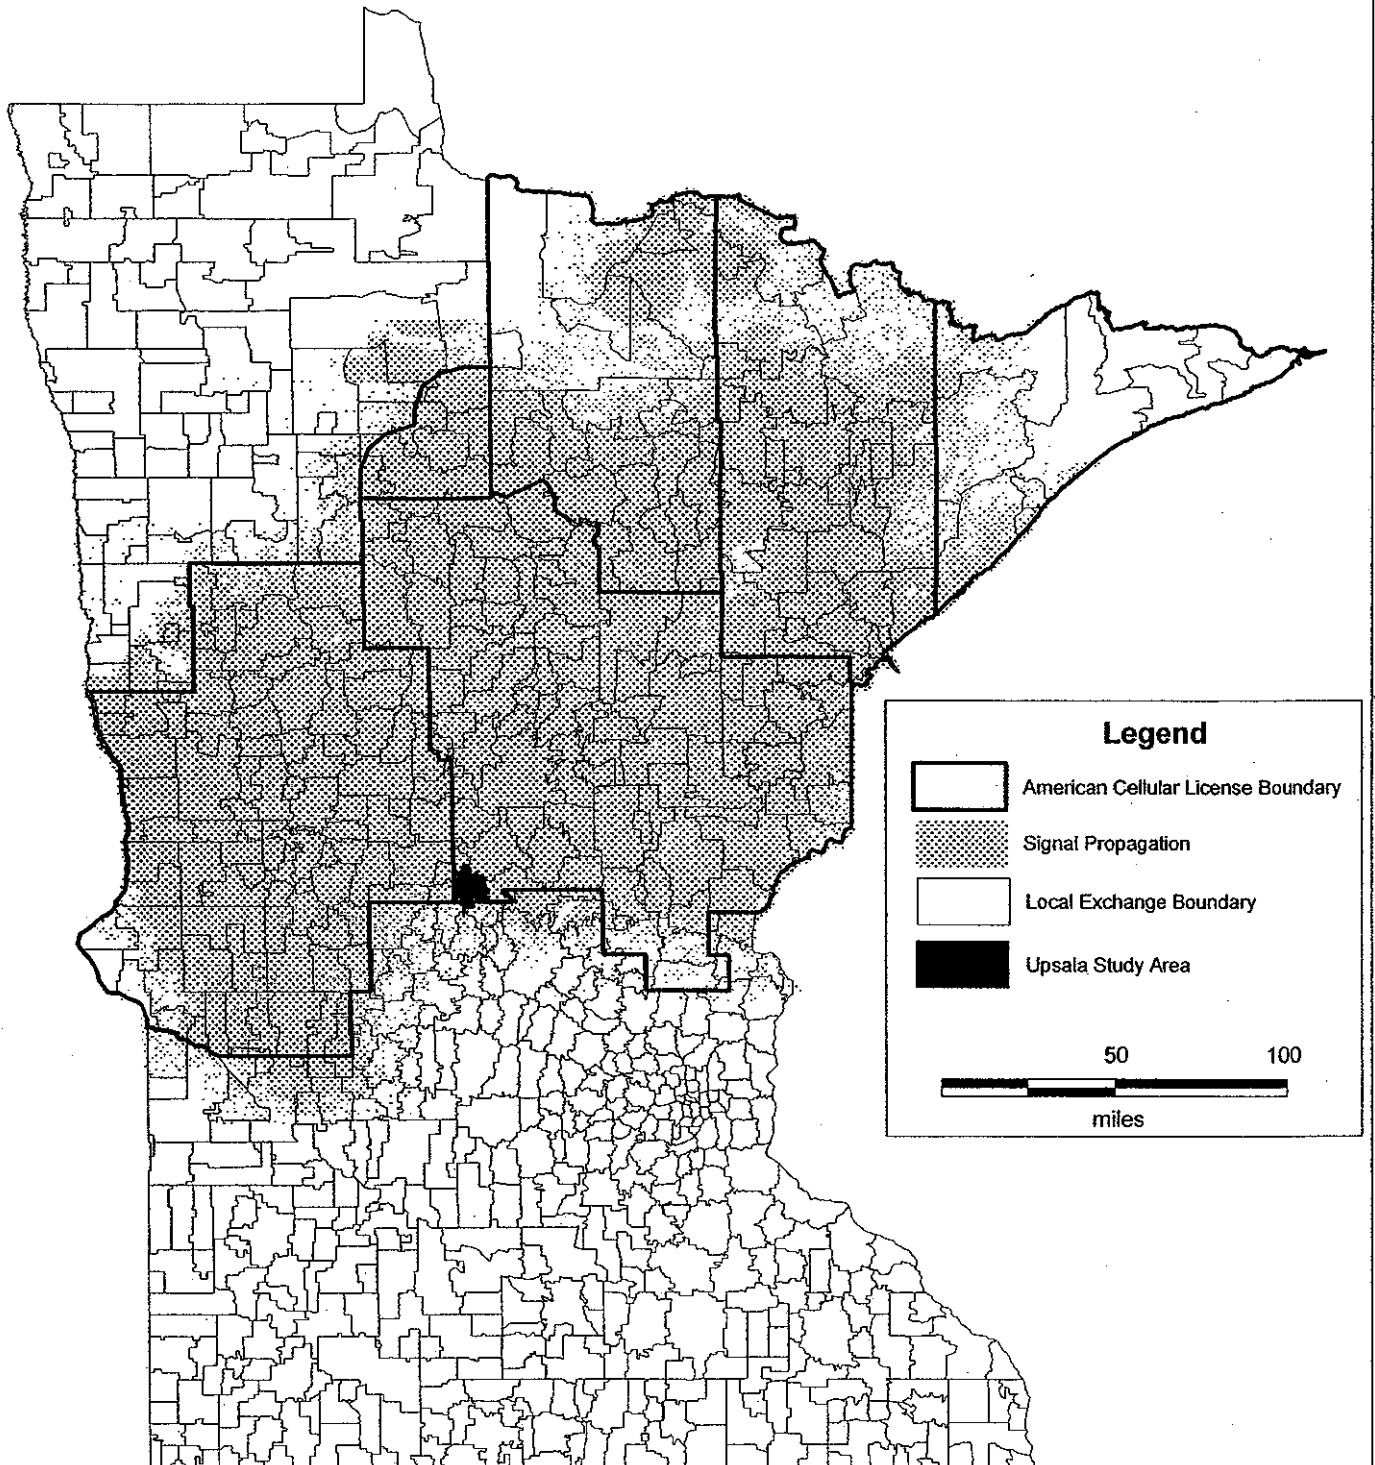 Legend
American Cellular License Boundary
Signal Propagation
Local Exchange Boundary
Upsala Study Area
50 100
miles